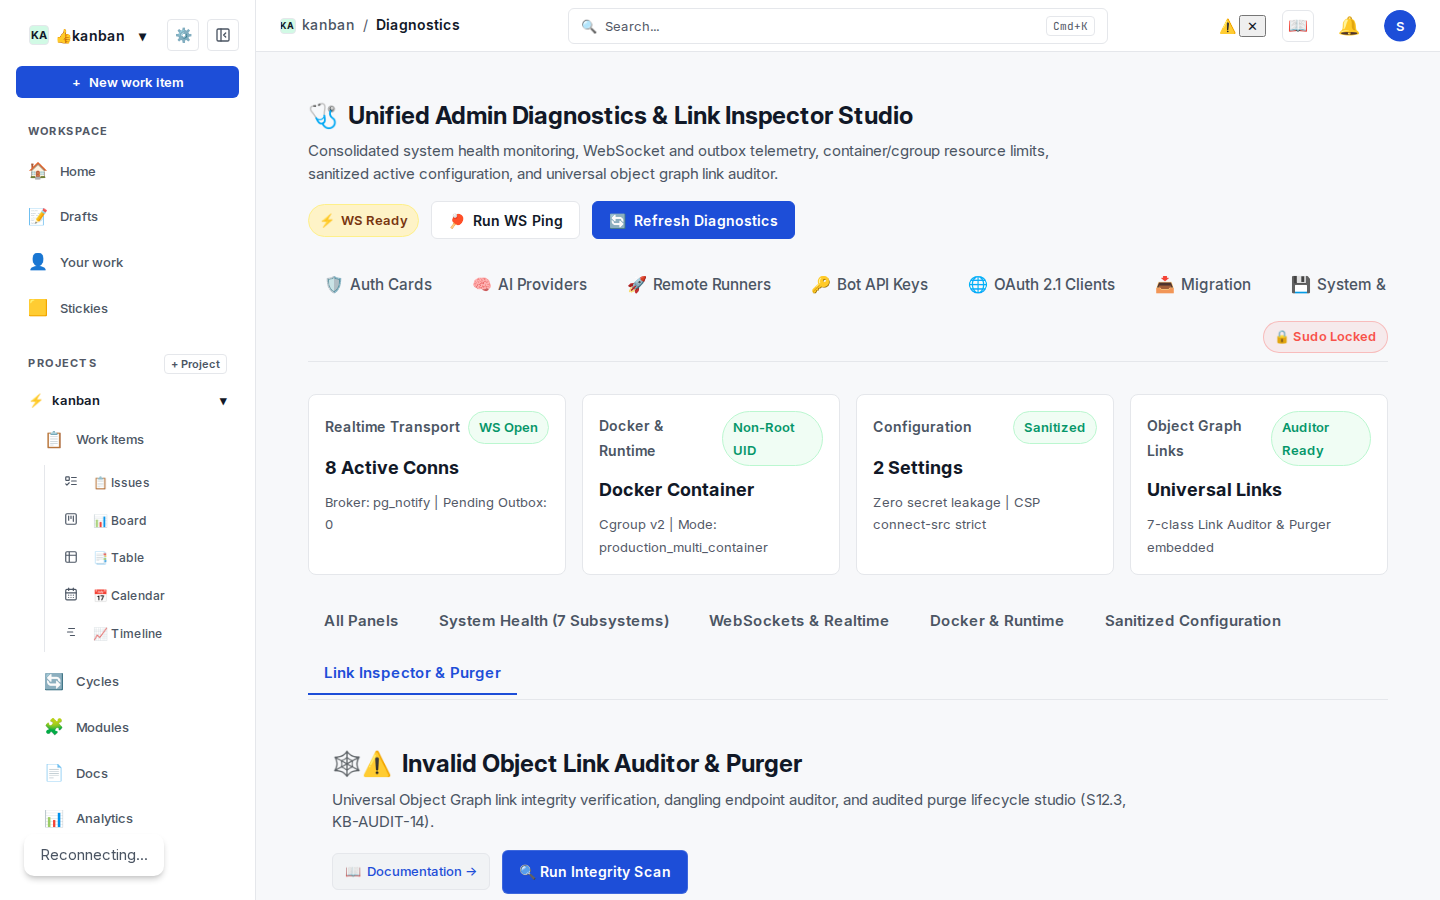 KA 👍kanban ▼ ⚙️
+ New work item
WORKSPACE
🏠 Home
📝 Drafts
👤 Your work
🟨 Stickies
PROJECTS + Project
⚡ kanban ▼
📋 Work Items
📋 Issues
📊 Board
📑 Table
📅 Calendar
📈 Timeline
🔄 Cycles
🧩 Modules
📄 Docs
📊 Analytics
Reconnecting...
KA kanban / Diagnostics
🔍 Search... Cmd+K
⚠️ ✕ 📖 🔔 S
🩺 Unified Admin Diagnostics & Link Inspector Studio
Consolidated system health monitoring, WebSocket and outbox telemetry, container/cgroup resource limits,
sanitized active configuration, and universal object graph link auditor.
⚡ WS Ready 🏓 Run WS Ping 🔄 Refresh Diagnostics
🛡️ Auth Cards 🧠 AI Providers 🚀 Remote Runners 🔑 Bot API Keys 🌐 OAuth 2.1 Clients 📥 Migration 💾 System &
🔒 Sudo Locked
Realtime Transport WS Open
8 Active Conns
Broker: pg_notify | Pending Outbox:
0
Docker &
Runtime
Non-Root
UID
Docker Container
Cgroup v2 | Mode:
production_multi_container
Configuration Sanitized
2 Settings
Zero secret leakage | CSP
connect-src strict
Object Graph
Links
Auditor
Ready
Universal Links
7-class Link Auditor & Purger
embedded
All Panels System Health (7 Subsystems) WebSockets & Realtime Docker & Runtime Sanitized Configuration
Link Inspector & Purger
🕸️⚠️ Invalid Object Link Auditor & Purger
Universal Object Graph link integrity verification, dangling endpoint auditor, and audited purge lifecycle studio (S12.3,
KB-AUDIT-14).
📖 Documentation → 🔍 Run Integrity Scan